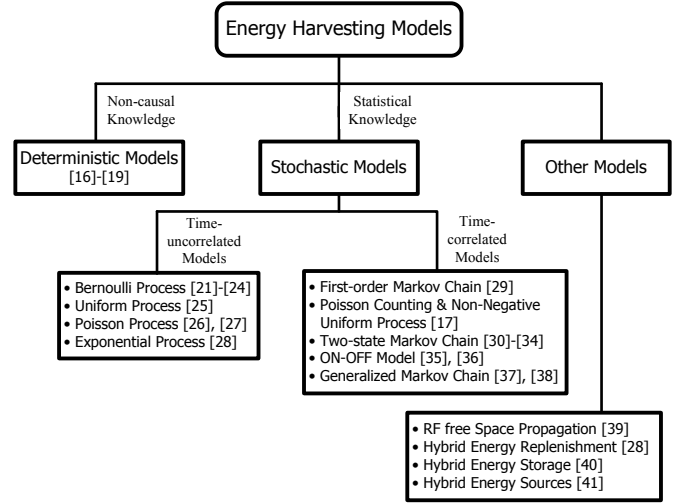 Energy Harvesting Models
Non-causal
Knowledge
Statistical
Knowledge
Deterministic Models
[16]-[19]
Stochastic Models
Other Models
Time-
uncorrelated
Models
Time-
correlated
Models
• Bernoulli Process [21]-[24]
• Uniform Process [25]
• Poisson Process [26], [27]
• Exponential Process [28]
• First-order Markov Chain [29]
• Poisson Counting & Non-Negative
Uniform Process [17]
• Two-state Markov Chain [30]-[34]
• ON-OFF Model [35], [36]
• Generalized Markov Chain [37], [38]
• RF free Space Propagation [39]
• Hybrid Energy Replenishment [28]
• Hybrid Energy Storage [40]
• Hybrid Energy Sources [41]